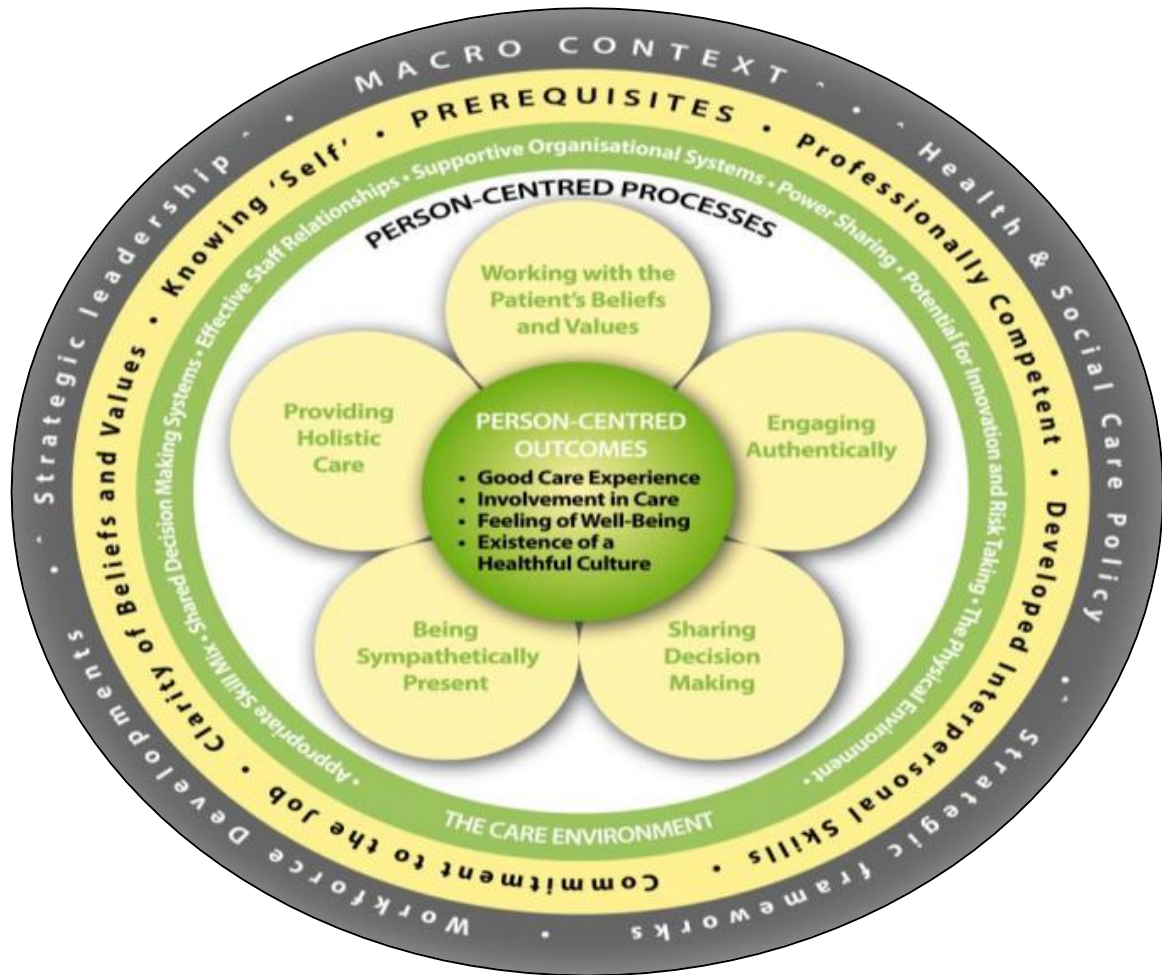 MACRO CONTEXT • Health & Social Care Policy • Strategic frameworks • Workforce Developments • Strategic leadership •
PREREQUISITES • Professionally Competent • Developed Interpersonal Skills • Commitment to the Job • Clarity of Beliefs and Values • Knowing 'Self' •
THE CARE ENVIRONMENT
• Appropriate Skill Mix • Shared Decision Making Systems • Effective Staff Relationships • Supportive Organisational Systems • Power Sharing • Potential for Innovation and Risk Taking • The Physical Environment •
PERSON-CENTRED PROCESSES
Working with the
Patient's Beliefs
and Values
Engaging
Authentically
Sharing
Decision
Making
Being
Sympathetically
Present
Providing
Holistic
Care
PERSON-CENTRED
OUTCOMES
• Good Care Experience
• Involvement in Care
• Feeling of Well-Being
• Existence of a
Healthful Culture